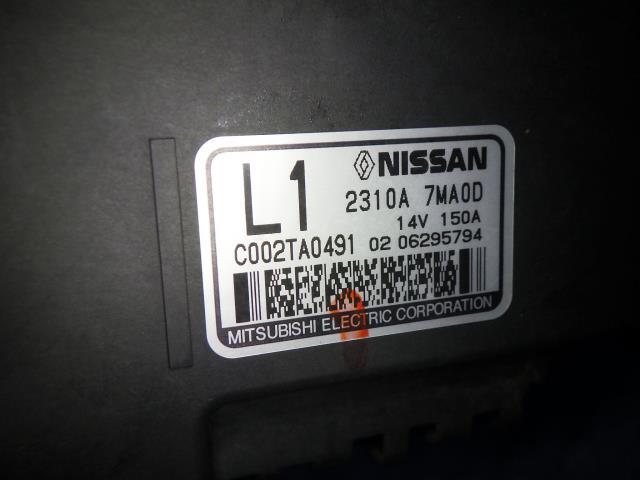 L1 NISSAN
2310A 7MA0D
14V 150A
C002TA0491 02 06295794
MITSUBISHI ELECTRIC CORPORATION